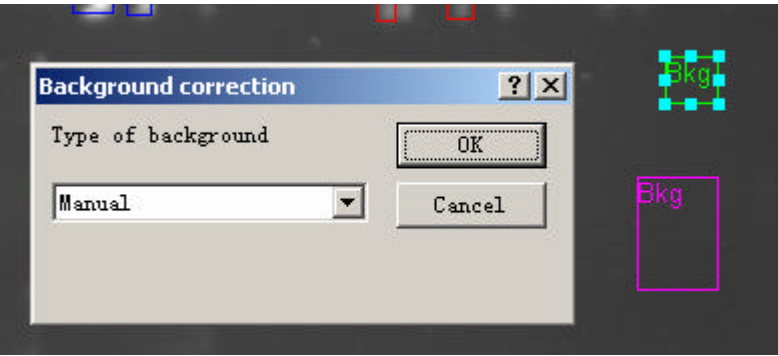 Bkg
Background correction
Type of background
OK
Manual
Cancel
Bkg